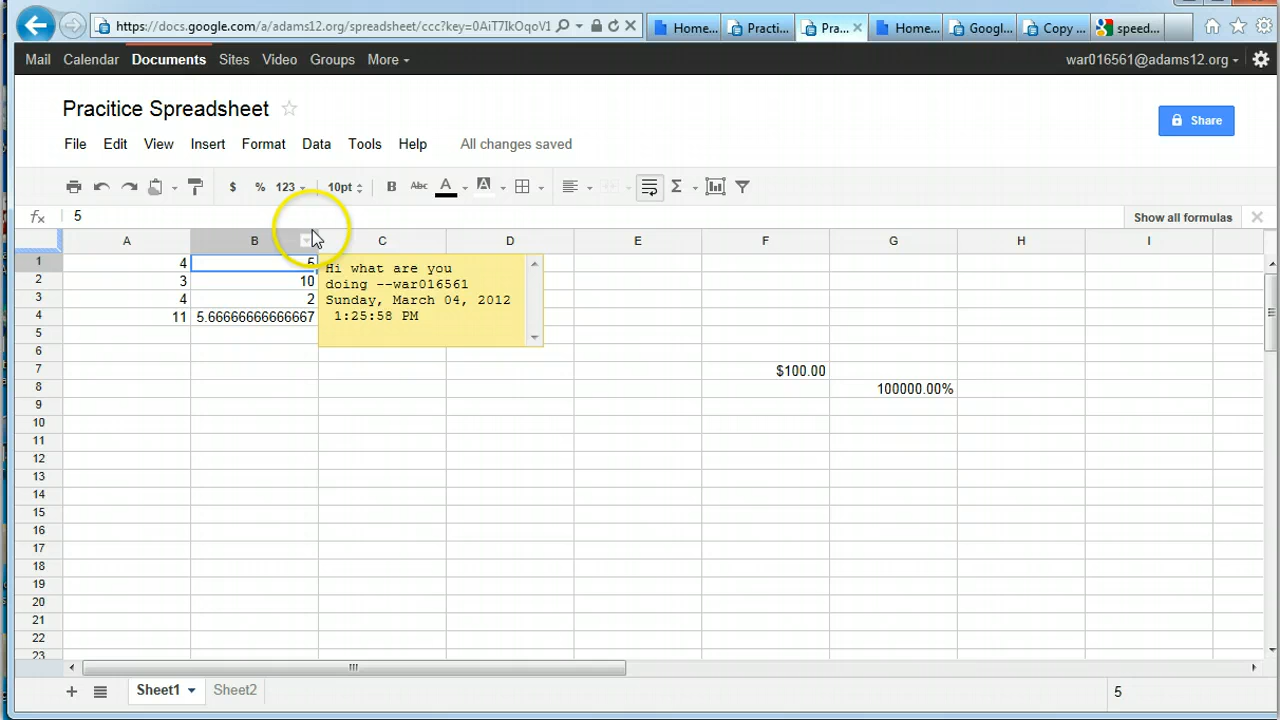 https://docs.google.com/a/adams12.org/spreadsheet/ccc?key=0AiT7IkOqoV1
Home...
Practi...
Pra...
Home...
Googl...
Copy ...
speed...
Mail Calendar Documents Sites Video Groups More
war016561@adams12.org
Pracitice Spreadsheet
Share
File Edit View Insert Format Data Tools Help All changes saved
$ % 123 10pt B Abc A A Σ
fx 5 Show all formulas
A B C D E F G H I
1 4 5
2 3 10
3 4 2
4 11 5.66666666666667
Hi what are you
doing --war016561
Sunday, March 04, 2012
1:25:58 PM
5
6
7 $100.00
8 100000.00%
9
10
11
12
13
14
15
16
17
18
19
20
21
22
23
Sheet1 Sheet2 5